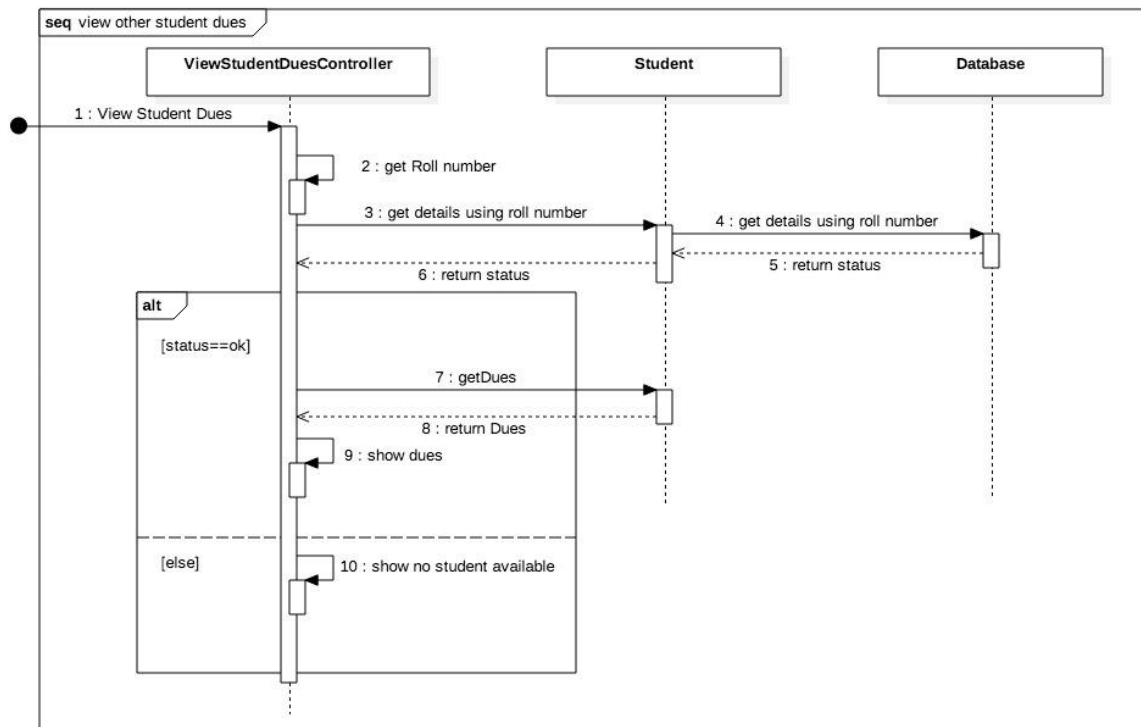 seq view other student dues
ViewStudentDuesController
Student
Database
1 : View Student Dues
2 : get Roll number
3 : get details using roll number
4 : get details using roll number
5 : return status
6 : return status
alt
[status==ok]
7 : getDues
8 : return Dues
9 : show dues
[else]
10 : show no student available